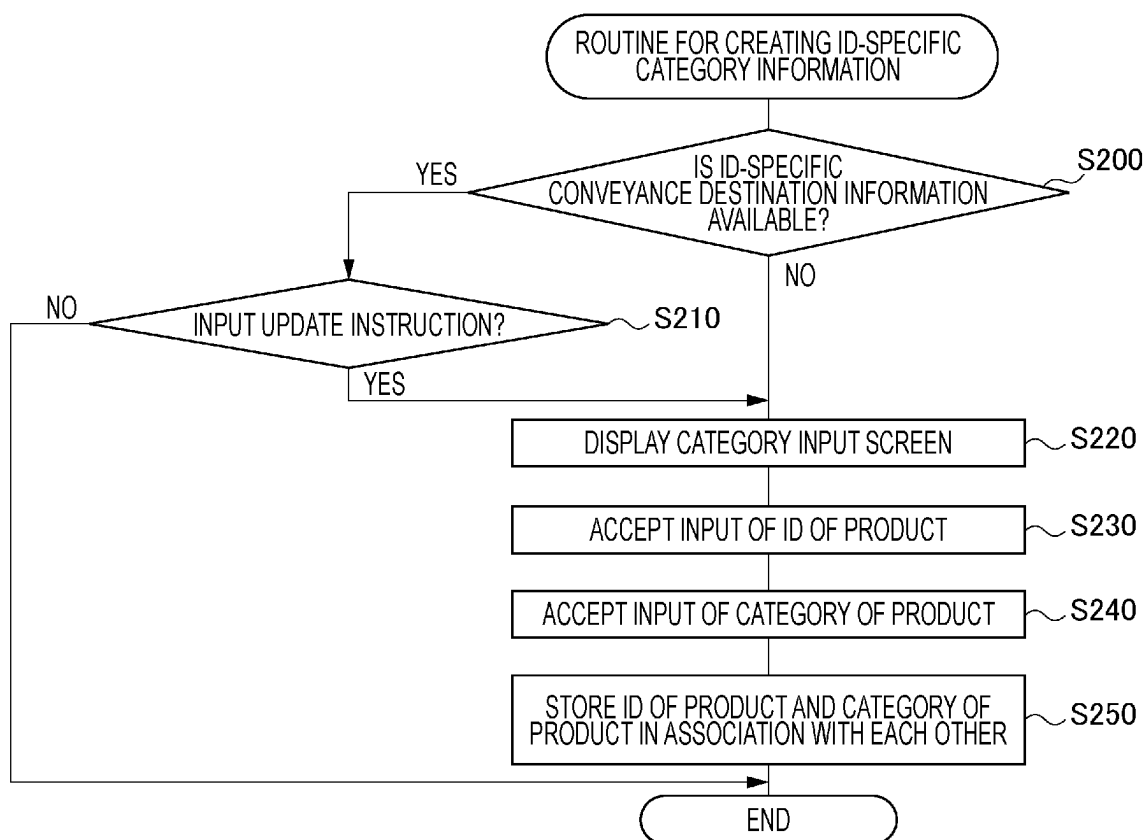 ROUTINE FOR CREATING ID-SPECIFIC
CATEGORY INFORMATION
IS ID-SPECIFIC
CONVEYANCE DESTINATION INFORMATION
AVAILABLE?
S200
YES
NO
NO
INPUT UPDATE INSTRUCTION?
S210
YES
DISPLAY CATEGORY INPUT SCREEN
S220
ACCEPT INPUT OF ID OF PRODUCT
S230
ACCEPT INPUT OF CATEGORY OF PRODUCT
S240
STORE ID OF PRODUCT AND CATEGORY OF
PRODUCT IN ASSOCIATION WITH EACH OTHER
S250
END